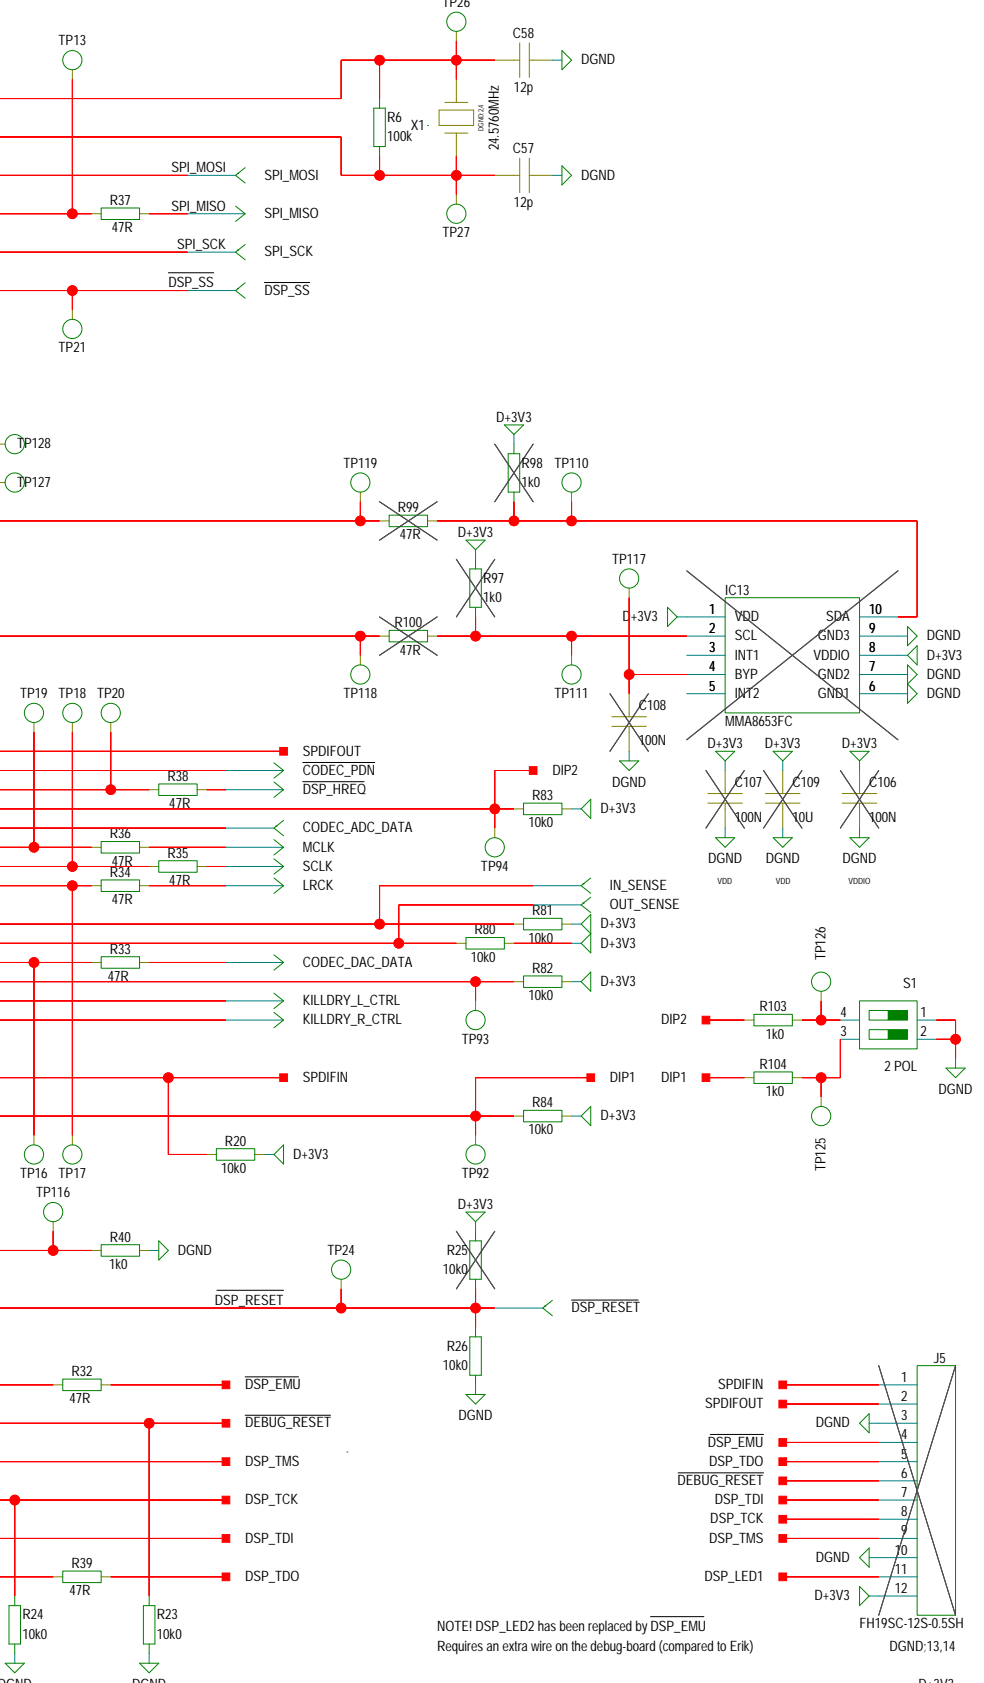 TP26
TP13
C58
DGND
12p
R6
100k
X1
DGND;2,4
24.5760MHz
C57
DGND
12p
TP27
SPI_MOSI
SPI_MOSI
R37
47R
SPI_MISO
SPI_MISO
SPI_SCK
SPI_SCK
DSP_SS
DSP_SS
TP21
TP128
TP127
D+3V3
TP119
R98
1k0
TP110
R99
47R
D+3V3
R97
1k0
TP117
IC13
D+3V3
1 VDD
2 SCL
3 INT1
4 BYP
5 INT2
SDA 10
GND3 9 DGND
VDDIO 8 D+3V3
GND2 7 DGND
GND1 6 DGND
MMA8653FC
R100
47R
TP118
TP111
C108
100N
DGND
D+3V3 D+3V3 D+3V3
C107 C109 C106
100N 10U 100N
DGND DGND DGND
VDD VDD VDDIO
TP19 TP18 TP20
SPDIFOUT
CODEC_PDN
R38
47R
DSP_HREQ
DIP2
R83
10k0
D+3V3
TP94
CODEC_ADC_DATA
R36
47R
MCLK
R35
47R
SCLK
R34
47R
LRCK
IN_SENSE
OUT_SENSE
R81
10k0
D+3V3
R80
10k0
D+3V3
R33
47R
CODEC_DAC_DATA
R82
10k0
D+3V3
TP93
KILLDRY_L_CTRL
KILLDRY_R_CTRL
TP126
S1
DIP2
R103
1k0
4 1
3 2
2 POL
DGND
DIP1
R104
1k0
TP125
SPDIFIN
DIP1
R84
10k0
D+3V3
TP92
R20
10k0
D+3V3
TP16 TP17
TP116
R40
1k0
DGND
TP24
D+3V3
R25
10k0
DSP_RESET
DSP_RESET
R26
10k0
DGND
R32
47R
DSP_EMU
DEBUG_RESET
DSP_TMS
DSP_TCK
DSP_TDI
R39
47R
DSP_TDO
R24
10k0
R23
10k0
DGND DGND
J5
SPDIFIN 1
SPDIFOUT 2
DGND 3
DSP_EMU 4
DSP_TDO 5
DEBUG_RESET 6
DSP_TDI 7
DSP_TCK 8
DSP_TMS 9
DGND 10
DSP_LED1 11
D+3V3 12
FH19SC-12S-0.5SH
DGND;13,14
NOTE! DSP_LED2 has been replaced by DSP_EMU
Requires an extra wire on the debug-board (compared to Erik)
D+3V3